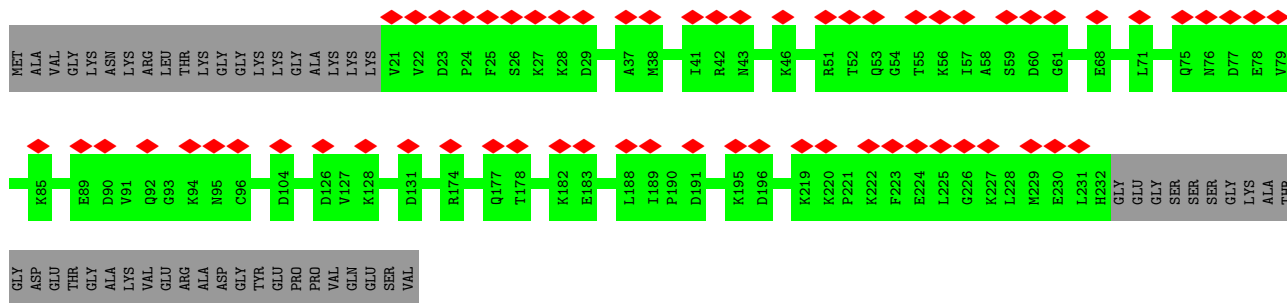 MET ALA VAL GLY LYS ASN LYS ARG LEU THR LYS GLY GLY LYS LYS GLY ALA LYS LYS LYS V21 V22 D23 P24 F25 S26 K27 K28 D29 A37 M38 I41 R42 N43 K46 R51 T52 Q53 G54 T55 K56 I57 A58 S59 D60 G61 E68 L71 Q75 N76 D77 E78 V79
K85 E89 D90 V91 Q92 G93 K94 N95 C96 D104 D126 V127 K128 D131 R174 Q177 T178 K182 E183 L188 I189 P190 D191 K195 D196 K219 K220 P221 K222 F223 E224 L225 G226 K227 L228 M229 E230 L231 H232 GLY GLU GLY SER SER SER GLY LYS ALA THR
GLY ASP GLU THR GLY ALA LYS VAL GLU ARG ALA ASP GLY TYR GLU PRO PRO VAL GLN GLU SER VAL